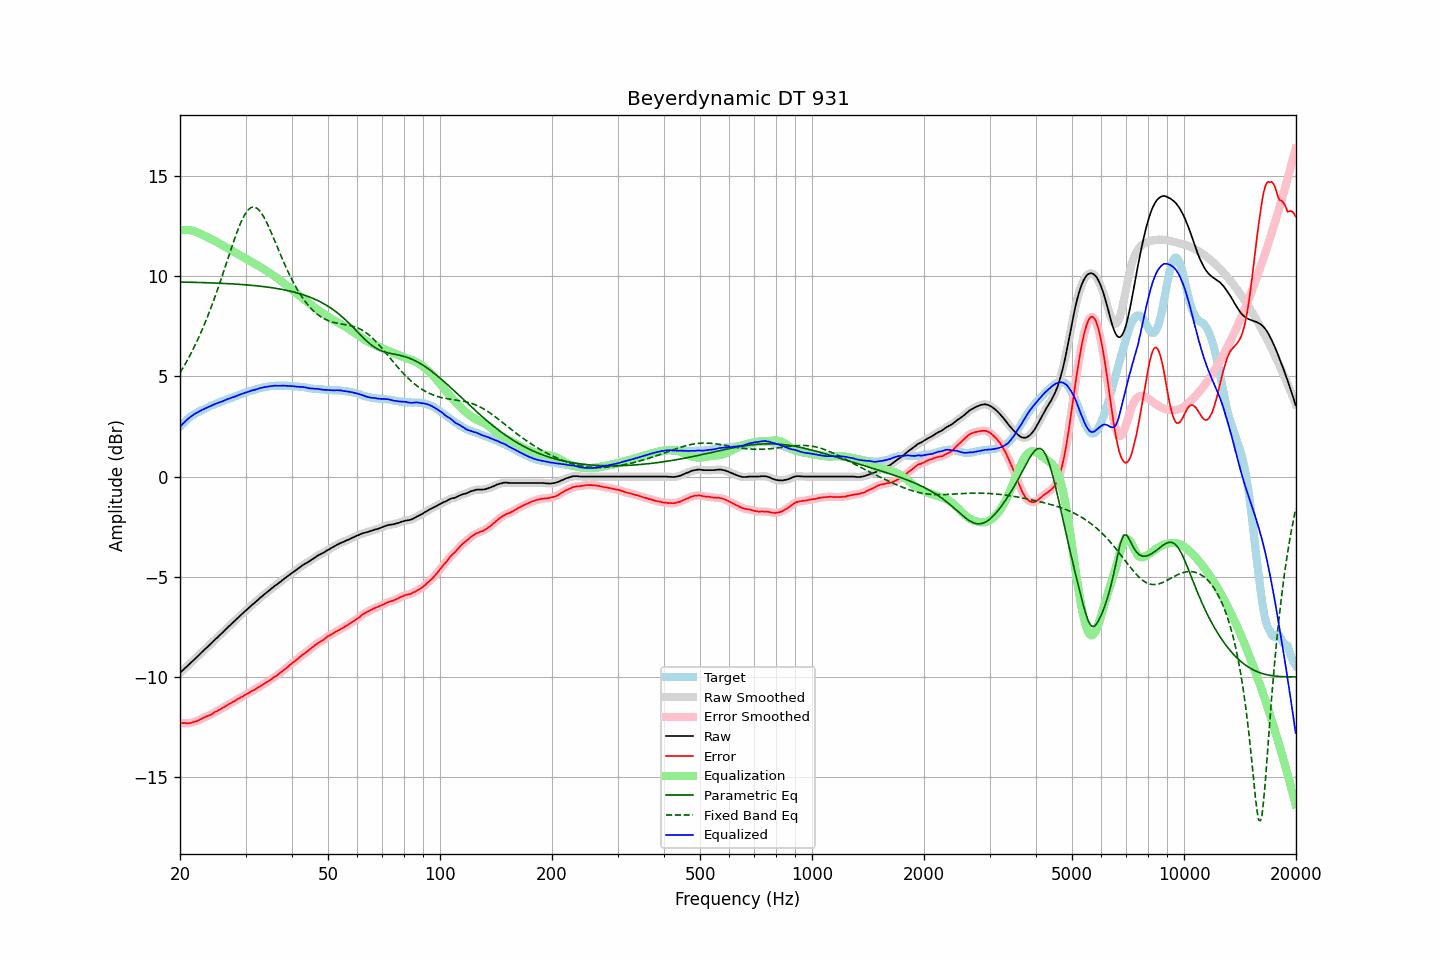 Beyerdynamic DT 931
Amplitude (dBr)
15
10
5
0
−5
−10
−15
Target
Raw Smoothed
Error Smoothed
Raw
Error
Equalization
Parametric Eq
Fixed Band Eq
Equalized
20 50 100 200 500 1000 2000 5000 10000 20000
Frequency (Hz)